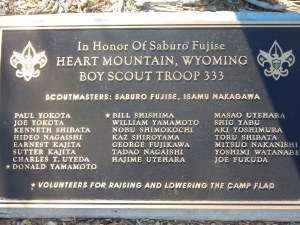 In Honor Of Saburo Fujise
HEART MOUNTAIN, WYOMING
BOY SCOUT TROOP 333
SCOUTMASTERS: SABURO FUJISE, ISAMU NAKAGAWA
PAUL YOKOTA
JOE YOKOTA
KENNETH SHIBATA
HIDEO NAGAISHI
EARNEST KAJITA
SUTTER KAJITA
CHARLES T. UYEDA
★ DONALD YAMAMOTO
★ BILL SHISHIMA
WILLIAM YAMAMOTO
NOBU SHIMOKOCHI
KAZ SHIROYAMA
GEORGE FUJIKAWA
TADAO NAGAISHI
HAJIME UYEHARA
MASAO UYEHARA
SHIG YABU
AKI YOSHIMURA
TORU SHIBATA
MITSUO NAKANISHI
YOSHIMI WATANABE
JOE FUKUDA
★ VOLUNTEERS FOR RAISING AND LOWERING THE CAMP FLAG